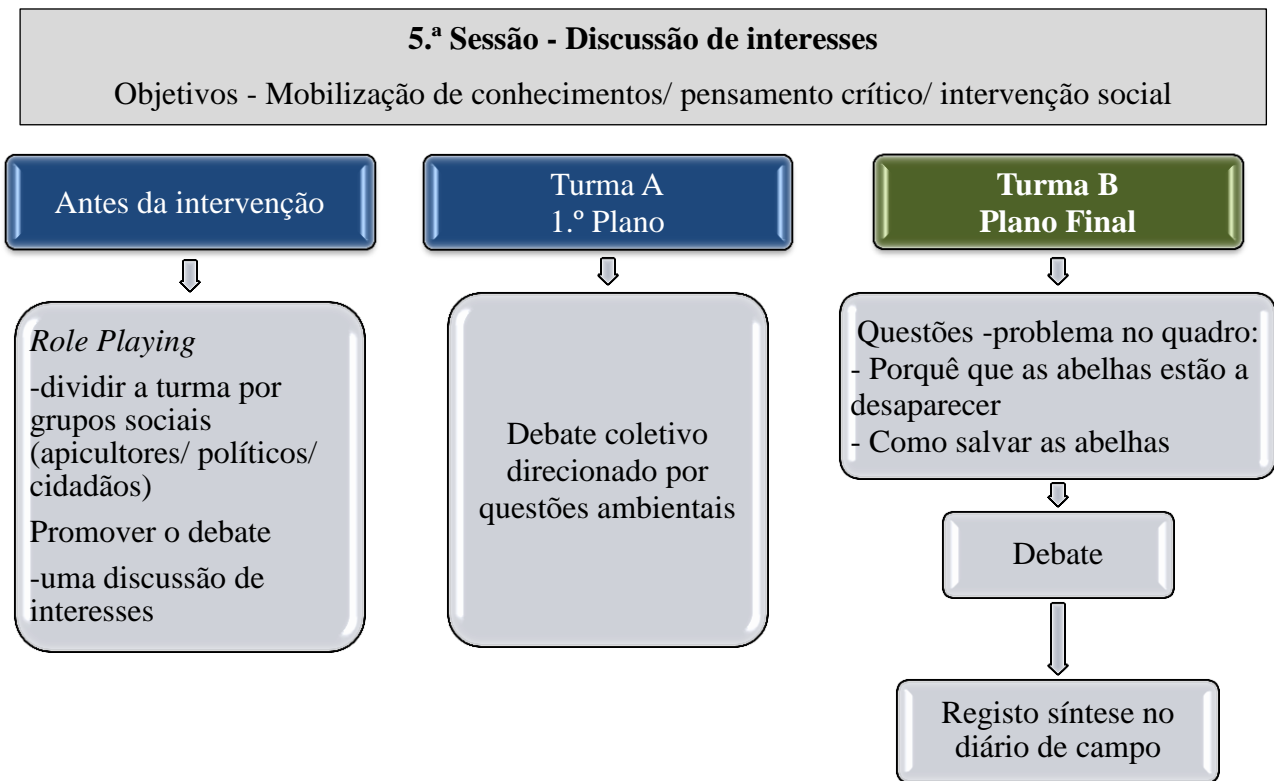 5.ª Sessão - Discussão de interesses
Objetivos - Mobilização de conhecimentos/ pensamento crítico/ intervenção social
Antes da intervenção
Role Playing
-dividir a turma por
grupos sociais
(apicultores/ políticos/
cidadãos)
Promover o debate
-uma discussão de
interesses
Turma A
1.º Plano
Debate coletivo
direcionado por
questões ambientais
Turma B
Plano Final
Questões -problema no quadro:
- Porquê que as abelhas estão a
desaparecer
- Como salvar as abelhas
Debate
Registo síntese no
diário de campo